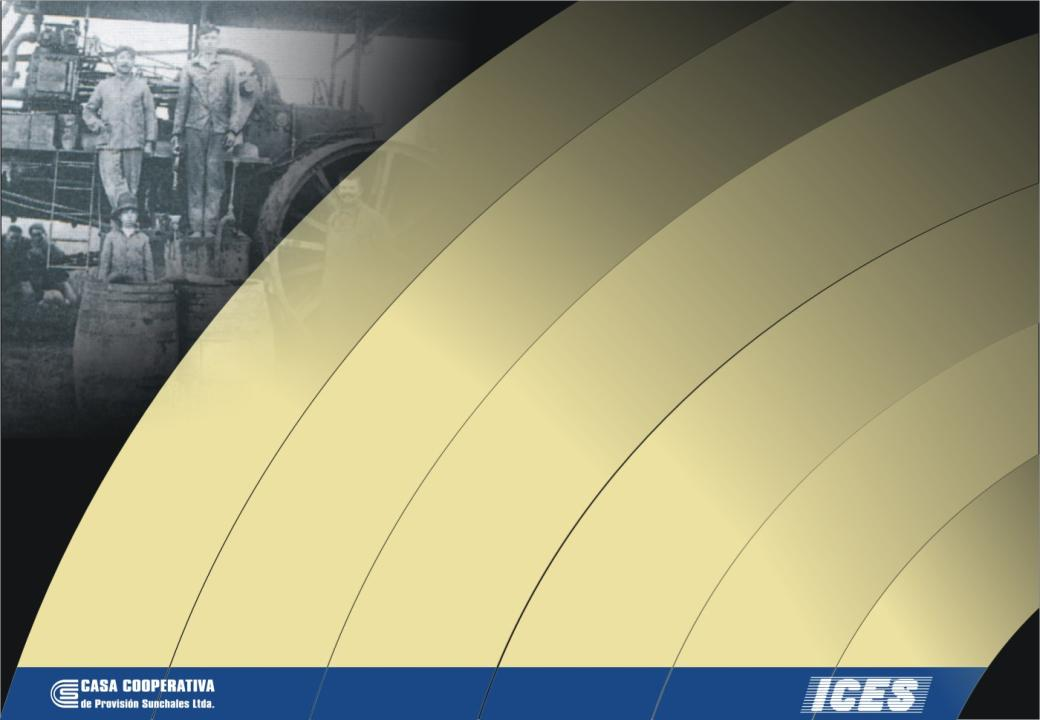 CASA COOPERATIVA
de Provisión Sunchales Ltda.
ICES